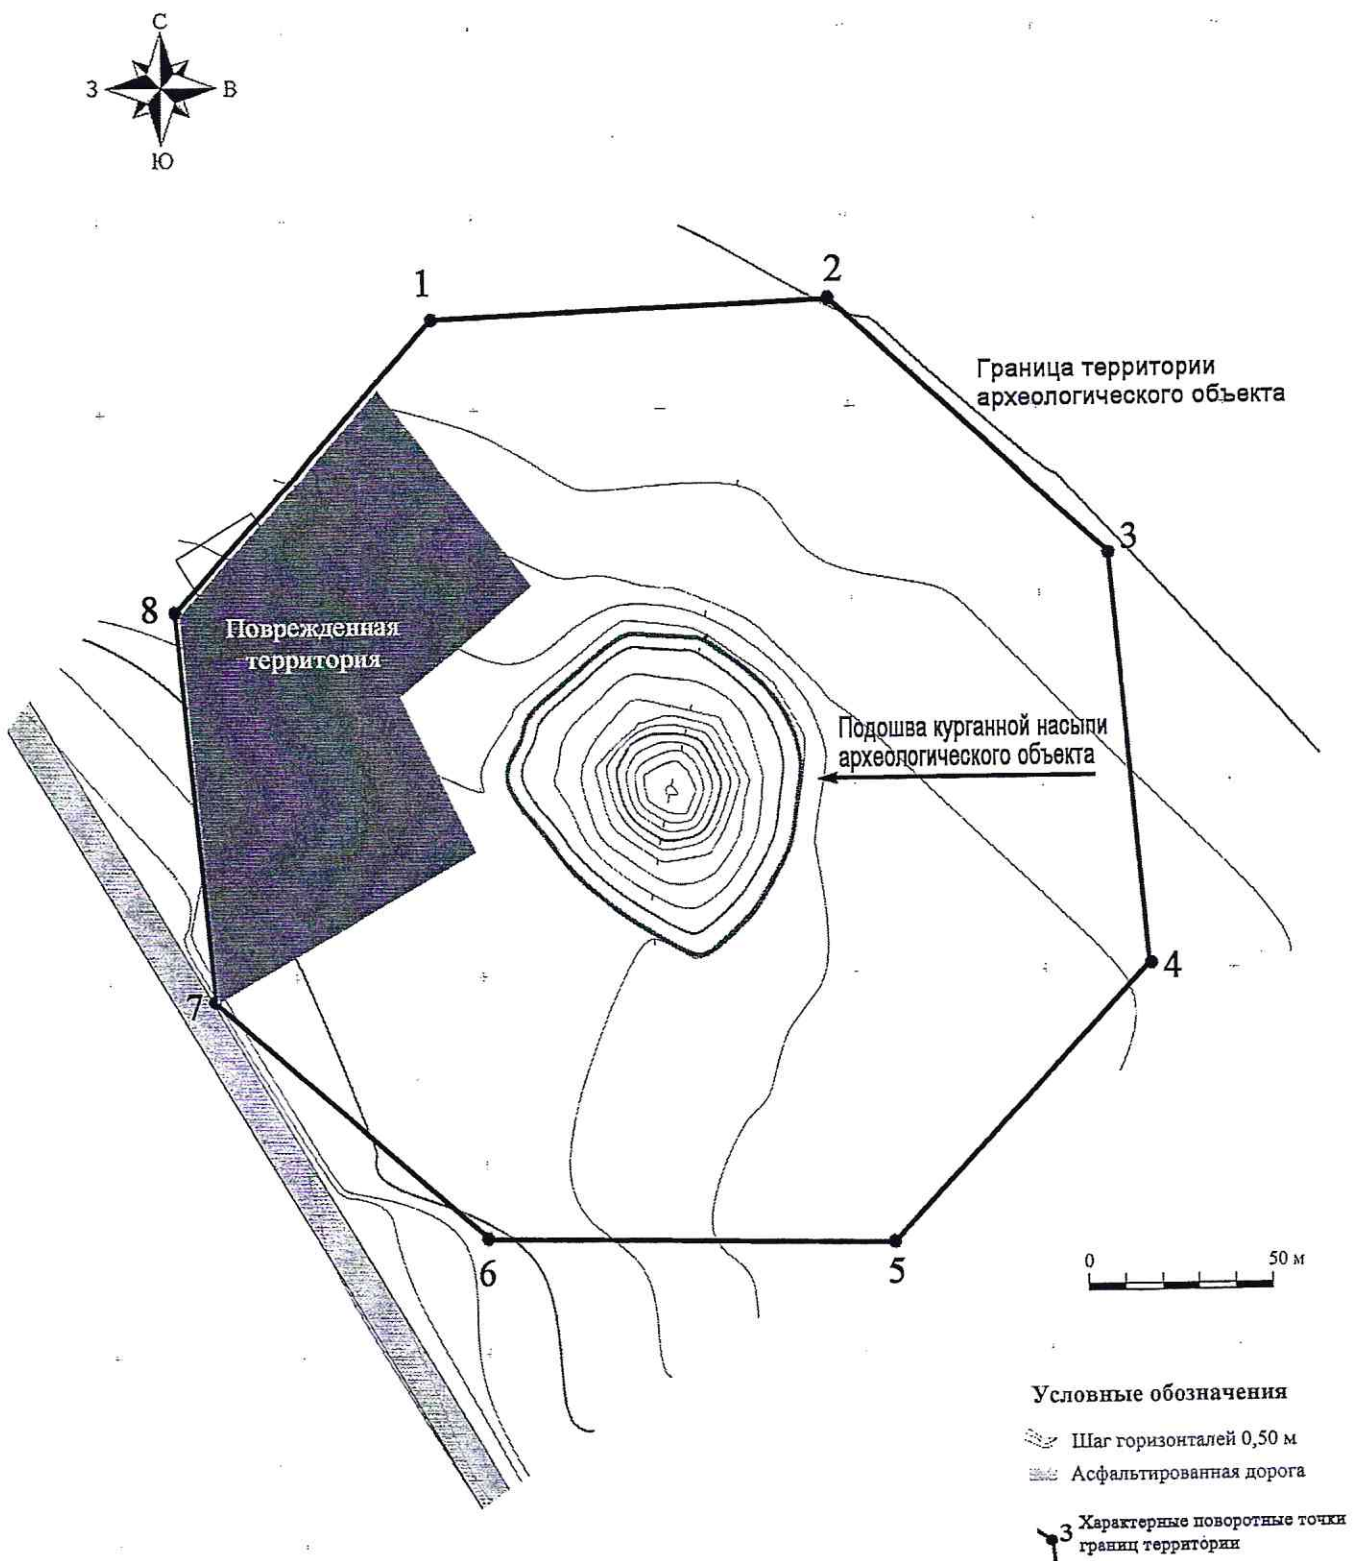 С
З
В
Ю
1
2
Граница территории
археологического объекта
3
8
Поврежденная
территория
Подошва курганной насыпи
археологического объекта
4
7
6
5
0
50 м
Условные обозначения
Шаг горизонталей 0,50 м
Асфальтированная дорога
3
Характерные поворотные точки
границ территории